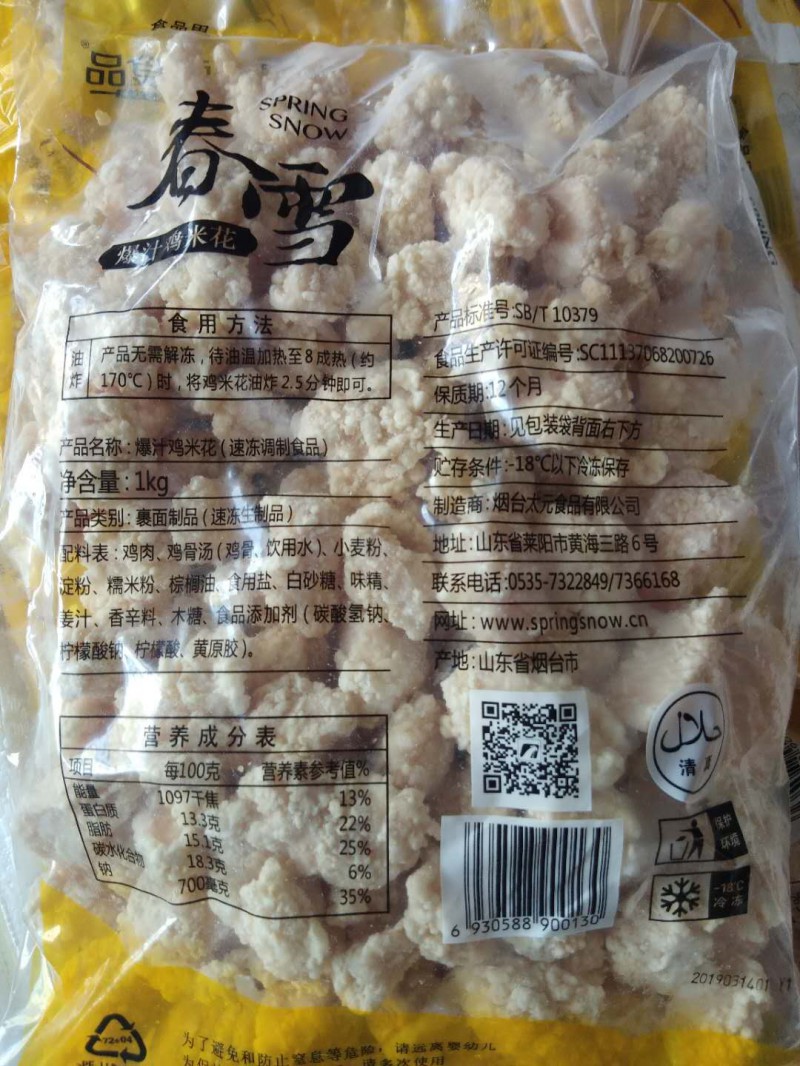 食品用
品
SPRING
SNOW
春雪
爆汁鸡米花
食用方法
油炸
产品无需解冻，待油温加热至8成热（约
170℃）时，将鸡米花油炸2.5分钟即可。
产品名称：爆汁鸡米花（速冻调制食品）
净含量：1kg
产品类别：裹面制品（速冻生制品）
配料表：鸡肉、鸡骨汤（鸡骨、饮用水）、小麦粉、
淀粉、糯米粉、棕榈油、食用盐、白砂糖、味精、
姜汁、香辛料、木糖、食品添加剂（碳酸氢钠、
柠檬酸钠、柠檬酸、黄原胶）。
营养成分表
项目 每100克 营养素参考值%
能量 1097千焦 13%
蛋白质 13.3克 22%
脂肪 15.1克 25%
碳水化合物 18.3克 6%
钠 700毫克 35%
产品标准号:SB/T 10379
食品生产许可证编号:SC11137068200726
保质期:12个月
生产日期:见包装袋背面右下方
贮存条件:-18℃以下冷冻保存
制造商:烟台太元食品有限公司
地址:山东省莱阳市黄海三路6号
联系电话:0535-7322849/7366168
网址:www.springsnow.cn
产地:山东省烟台市
حلال
清真
保护
环境
-18℃
冷冻
6 930588 900130
2019031401 Y1
SPRING
为了避免和防止窒息等危险，请远离婴幼儿